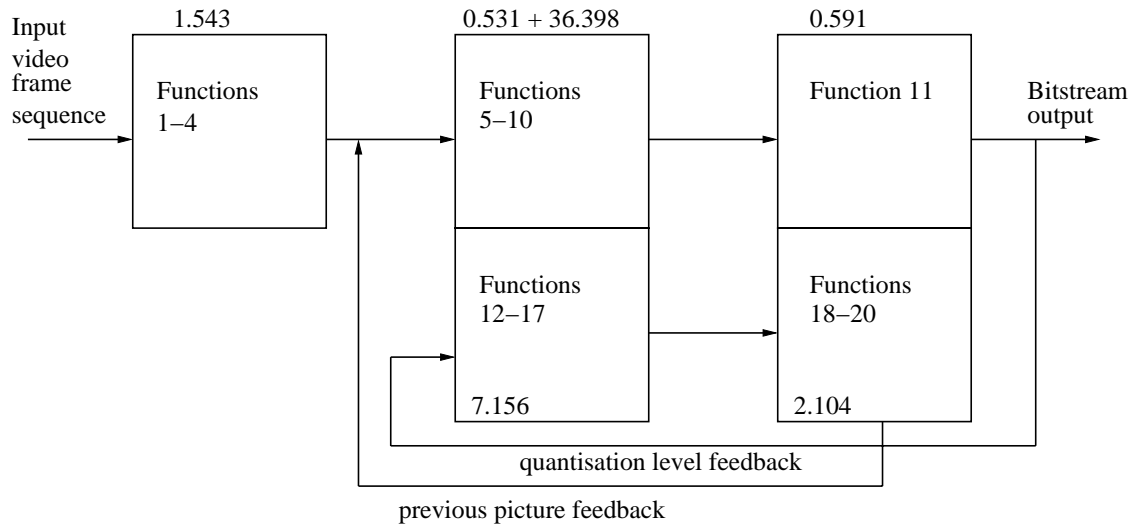 1.543
0.531 + 36.398
0.591
Input
video
frame
sequence
Functions
1–4
Functions
5–10
Function 11
Bitstream
output
Functions
12–17
Functions
18–20
7.156
2.104
quantisation level feedback
previous picture feedback